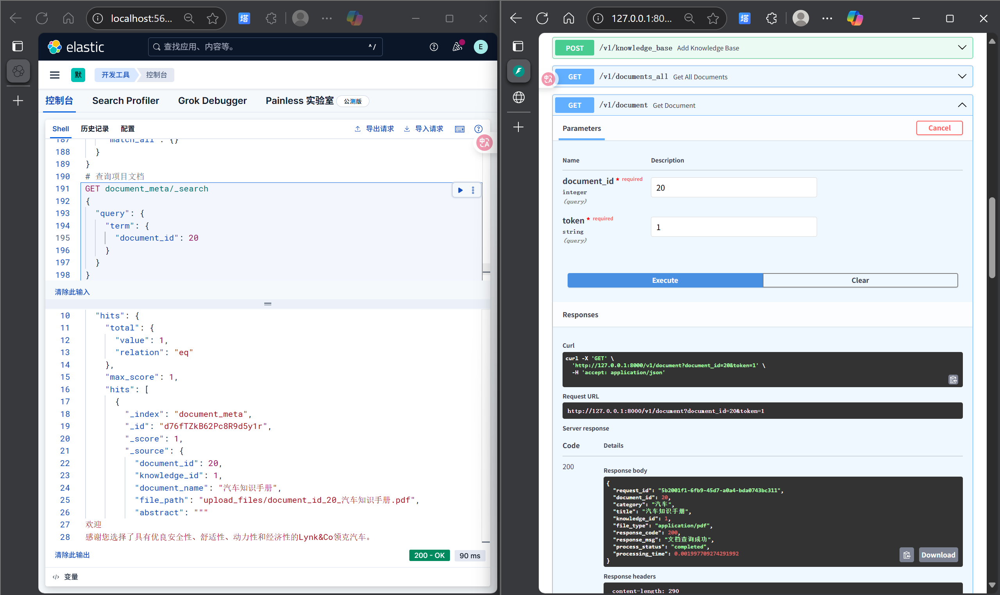 localhost:56...
塔
elastic
查找应用、内容等。
^/
E
默
开发工具
控制台
控制台
Search Profiler
Grok Debugger
Painless 实验室
公测版
Shell
历史记录
配置
导出请求
导入请求
187 "match_all": {}
188 }
189 }
190 # 查询项目文档
191 GET document_meta/_search
192 {
193 "query": {
194 "term": {
195 "document_id": 20
196 }
197 }
198 }
清除此输入
10 "hits": {
11 "total": {
12 "value": 1,
13 "relation": "eq"
14 },
15 "max_score": 1,
16 "hits": [
17 {
18 "_index": "document_meta",
19 "_id": "d76fTZkB62Pc8R9d5y1r",
20 "_score": 1,
21 "_source": {
22 "document_id": 20,
23 "knowledge_id": 1,
24 "document_name": "汽车知识手册",
25 "file_path": "upload_files/document_id_20_汽车知识手册.pdf",
26 "abstract": """
27 欢迎
28 感谢您选择了具有优良安全性、舒适性、动力性和经济性的Lynk&Co领克汽车。
清除此输出
200 - OK
90 ms
变量
127.0.0.1:80...
塔
POST /v1/knowledge_base Add Knowledge Base
GET /v1/documents_all Get All Documents
GET /v1/document Get Document
Parameters
Cancel
Name
Description
document_id * required
integer
(query)
20
token * required
string
(query)
1
Execute
Clear
Responses
Curl
curl -X 'GET' \
'http://127.0.0.1:8000/v1/document?document_id=20&token=1' \
-H 'accept: application/json'
Request URL
http://127.0.0.1:8000/v1/document?document_id=20&token=1
Server response
Code
Details
200
Response body
{
"request_id": "5b2001f1-6fb9-45d7-a0a4-bda0743bc311",
"document_id": 20,
"category": "汽车",
"title": "汽车知识手册",
"knowledge_id": 1,
"file_type": "application/pdf",
"response_code": 200,
"response_msg": "文档查询成功",
"process_status": "completed",
"processing_time": 0.001997709274291992
}
Download
Response headers
content-length: 290